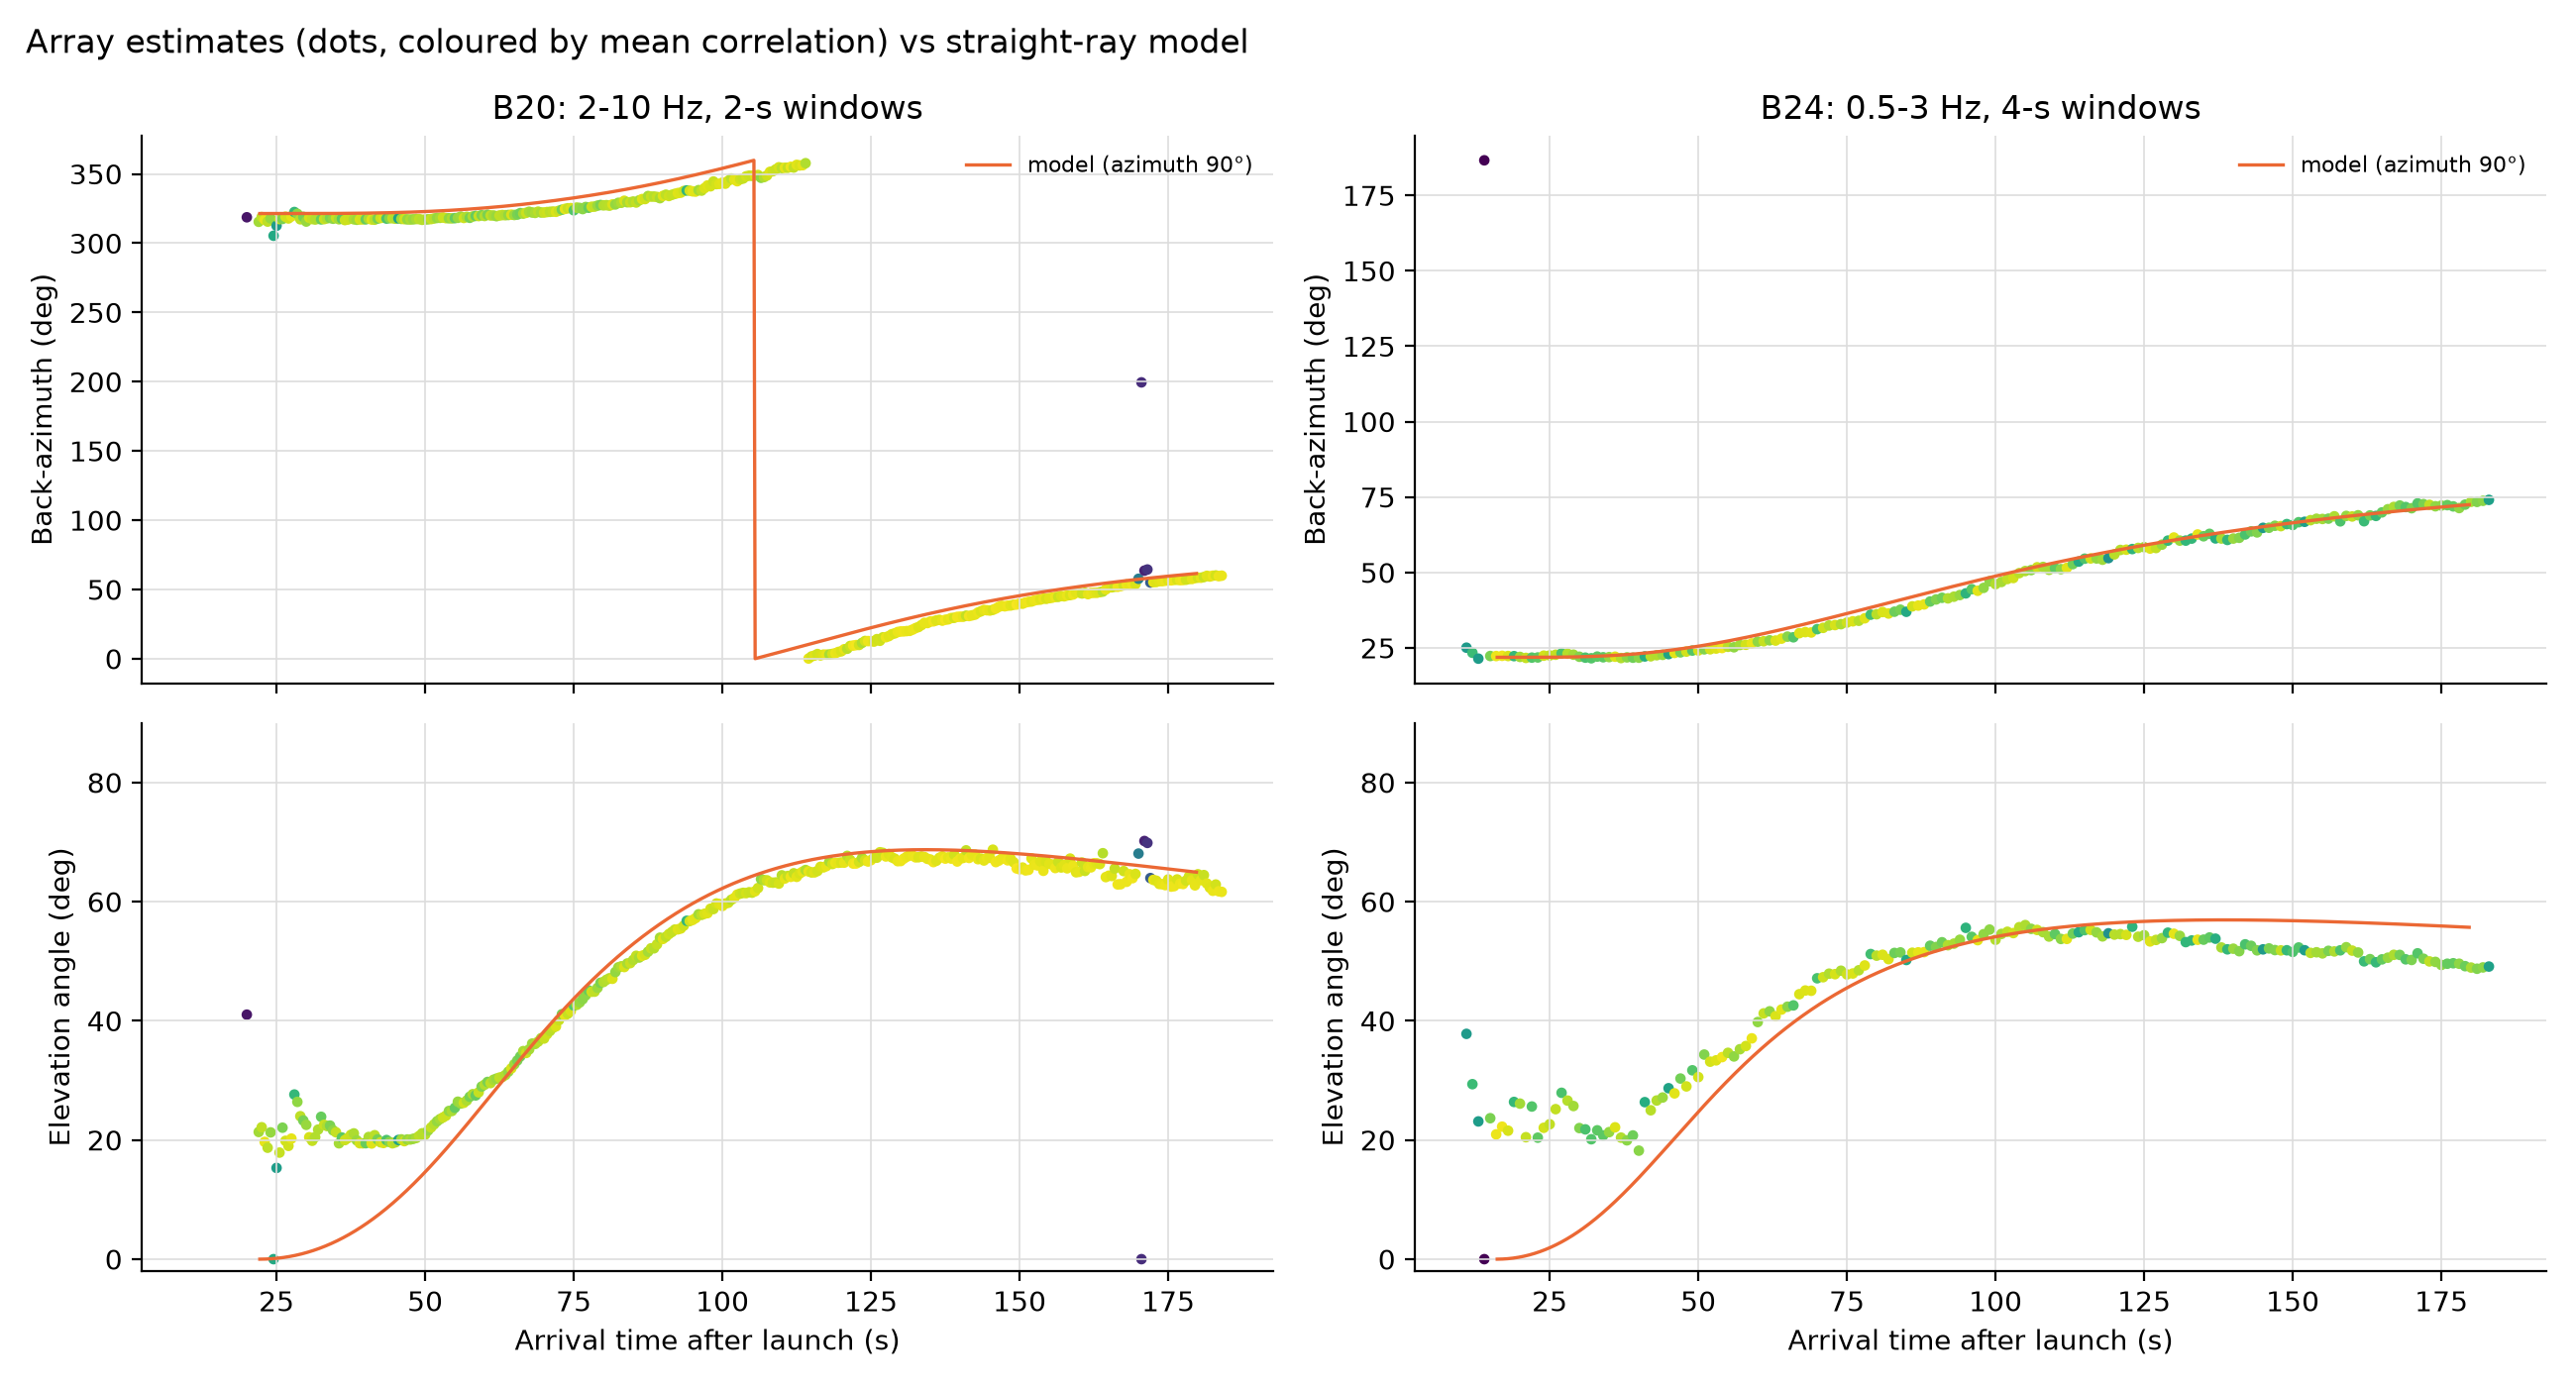 Array estimates (dots, coloured by mean correlation) vs straight-ray model
B20: 2-10 Hz, 2-s windows
model (azimuth 90°)
Back-azimuth (deg)
350
300
250
200
150
100
50
0
B24: 0.5-3 Hz, 4-s windows
model (azimuth 90°)
Back-azimuth (deg)
175
150
125
100
75
50
25
Elevation angle (deg)
80
60
40
20
0
25 50 75 100 125 150 175
Arrival time after launch (s)
Elevation angle (deg)
80
60
40
20
0
25 50 75 100 125 150 175
Arrival time after launch (s)